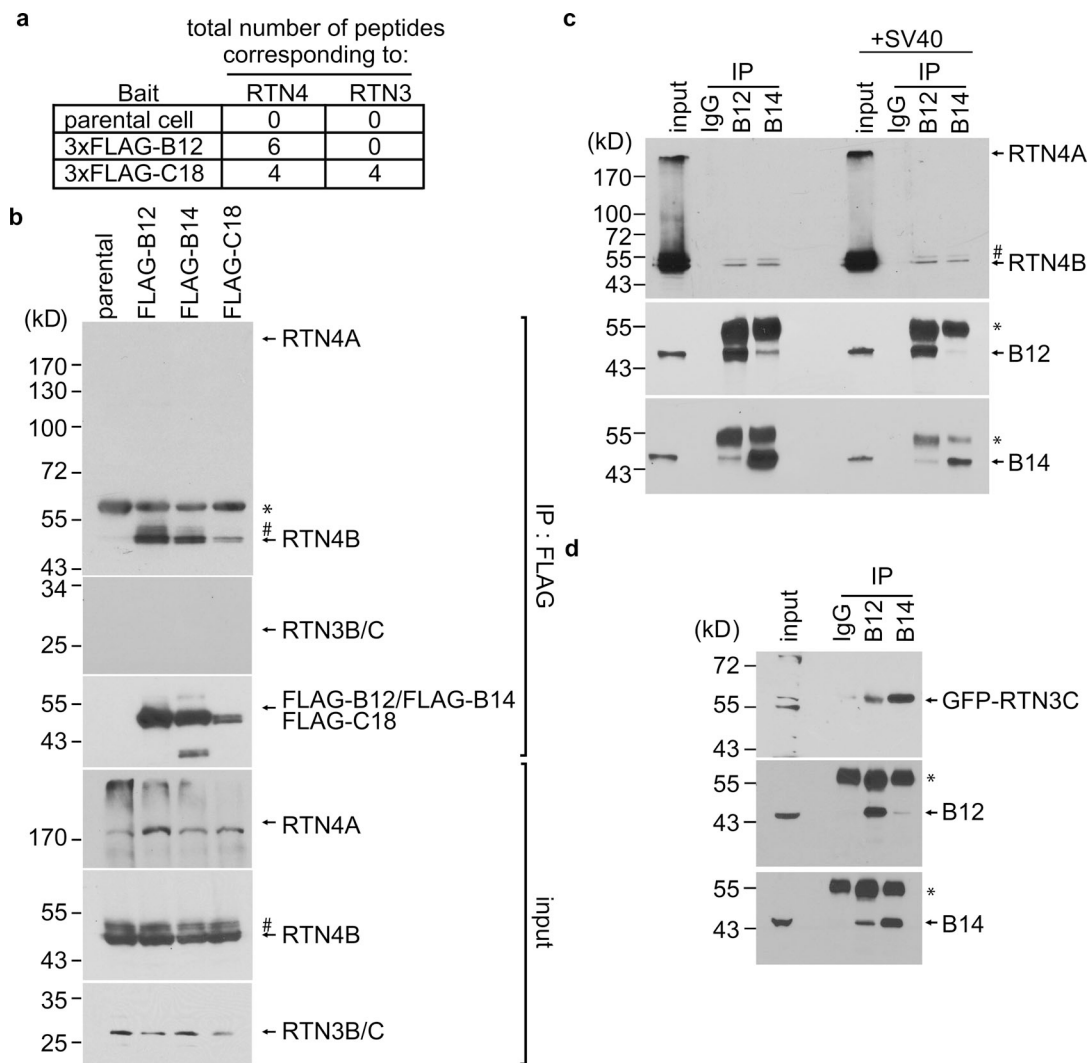 a
total number of peptides
corresponding to:
Bait RTN4 RTN3
parental cell 0 0
3xFLAG-B12 6 0
3xFLAG-C18 4 4
b
parental
FLAG-B12
FLAG-B14
FLAG-C18
(kD)
170
130
100
72
55
43
RTN4A
*
#
RTN4B
34
25
RTN3B/C
55
43
FLAG-B12/FLAG-B14
FLAG-C18
IP : FLAG
170
RTN4A
55
43
#
RTN4B
35
25
RTN3B/C
input
c
+SV40
IP IP
input IgG B12 B14 input IgG B12 B14
(kD)
170
100
72
55
43
RTN4A
#
RTN4B
55
43
*
B12
55
43
*
B14
d
IP
input IgG B12 B14
(kD)
72
55
43
GFP-RTN3C
55
43
*
B12
55
43
*
B14